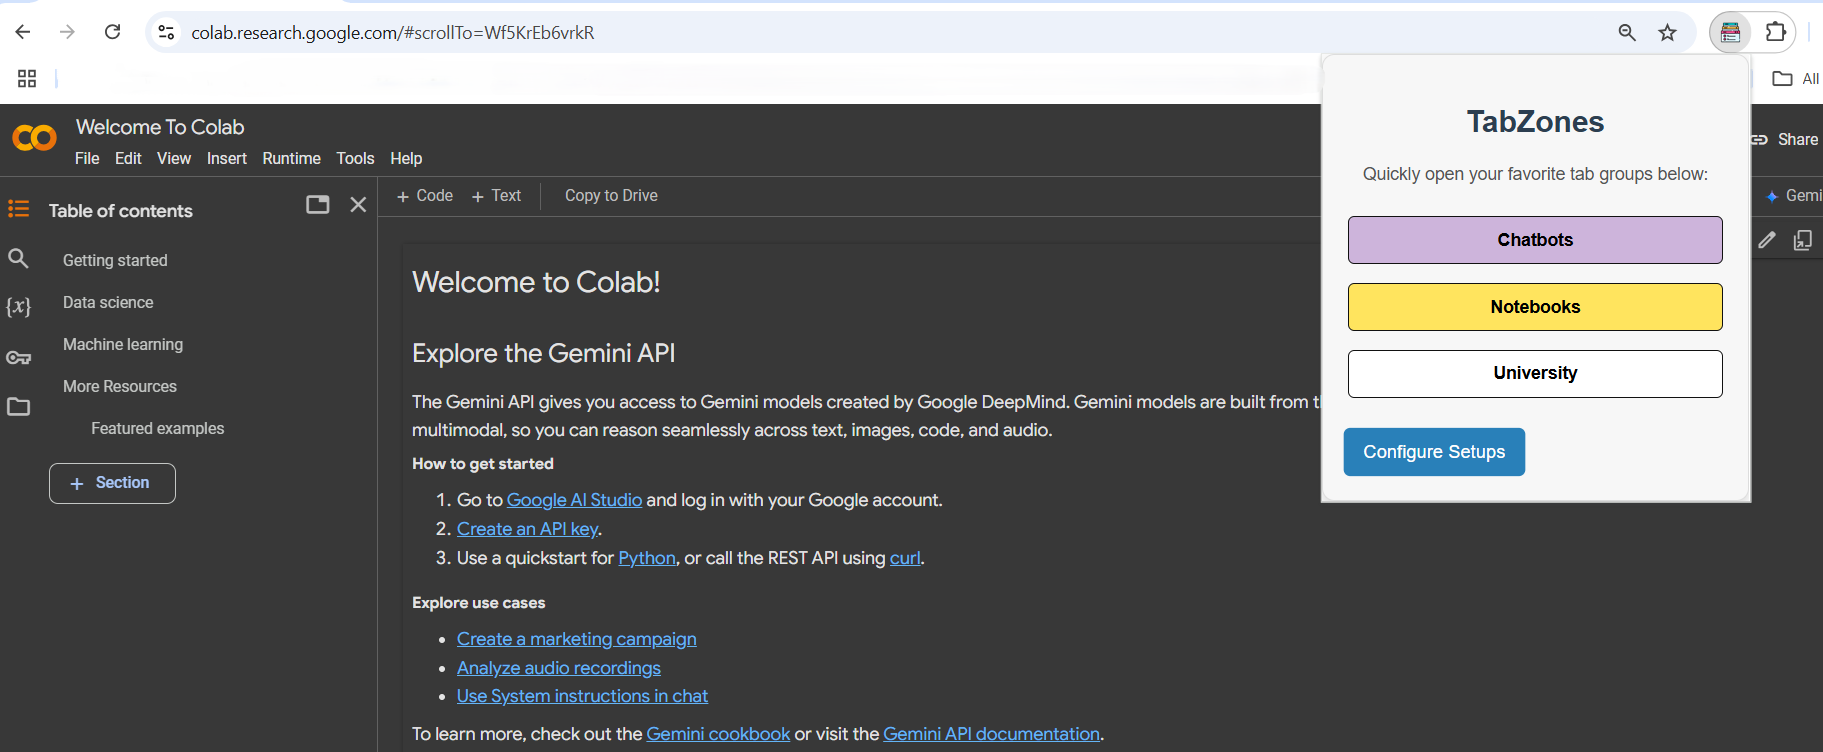 colab.research.google.com/#scrollTo=Wf5KrEb6vrkR
All
Welcome To Colab
File Edit View Insert Runtime Tools Help
Share
Table of contents
+ Code + Text Copy to Drive
Gemi
Getting started
Data science
{x}
Machine learning
More Resources
Featured examples
+ Section
Welcome to Colab!
Explore the Gemini API
The Gemini API gives you access to Gemini models created by Google DeepMind. Gemini models are built from t
multimodal, so you can reason seamlessly across text, images, code, and audio.
How to get started
1. Go to Google AI Studio and log in with your Google account.
2. Create an API key.
3. Use a quickstart for Python, or call the REST API using curl.
Explore use cases
• Create a marketing campaign
• Analyze audio recordings
• Use System instructions in chat
To learn more, check out the Gemini cookbook or visit the Gemini API documentation.
TabZones
Quickly open your favorite tab groups below:
Chatbots
Notebooks
University
Configure Setups